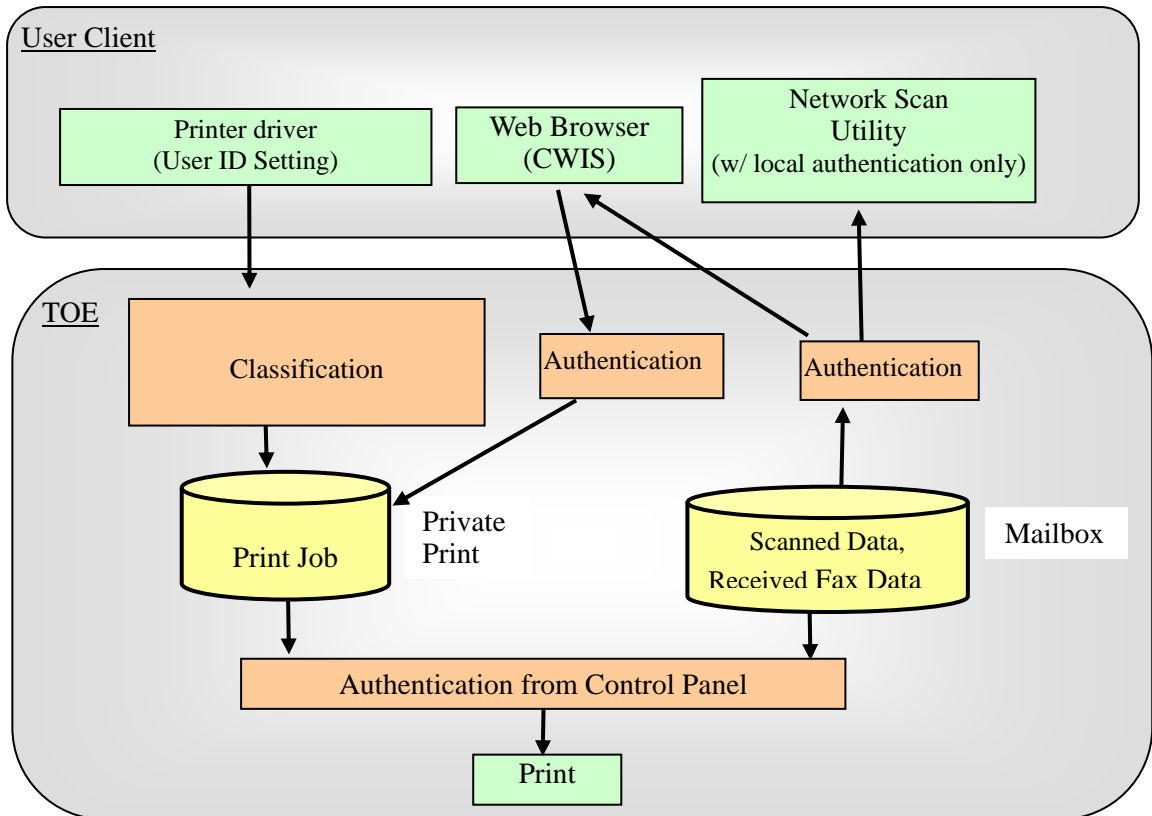 User Client
Printer driver
(User ID Setting)
Web Browser
(CWIS)
Network Scan
Utility
(w/ local authentication only)
TOE
Classification
Authentication
Authentication
Print Job
Private
Print
Scanned Data,
Received Fax Data
Mailbox
Authentication from Control Panel
Print